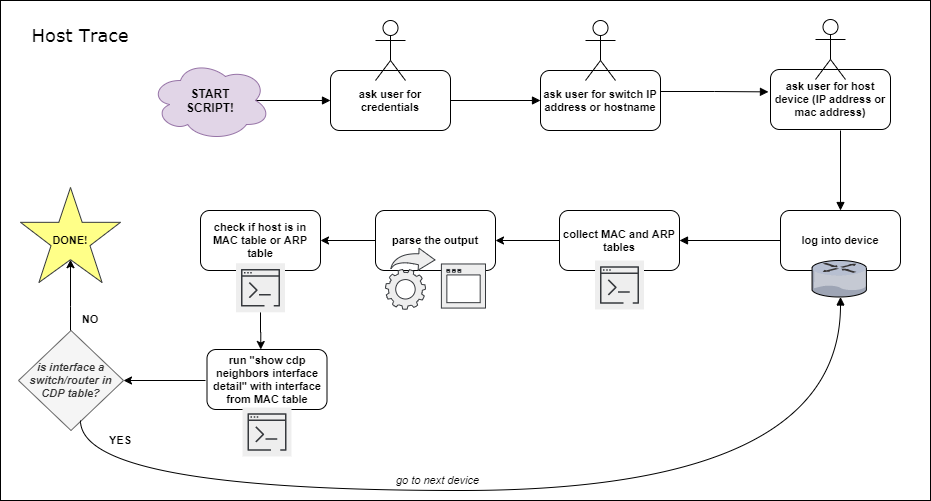 Host Trace
START
SCRIPT!
ask user for
credentials
ask user for switch IP
address or hostname
ask user for host
device (IP address or
mac address)
log into device
collect MAC and ARP
tables
parse the output
check if host is in
MAC table or ARP
table
run "show cdp
neighbors interface
detail" with interface
from MAC table
is interface a
switch/router in
CDP table?
NO
DONE!
YES
go to next device